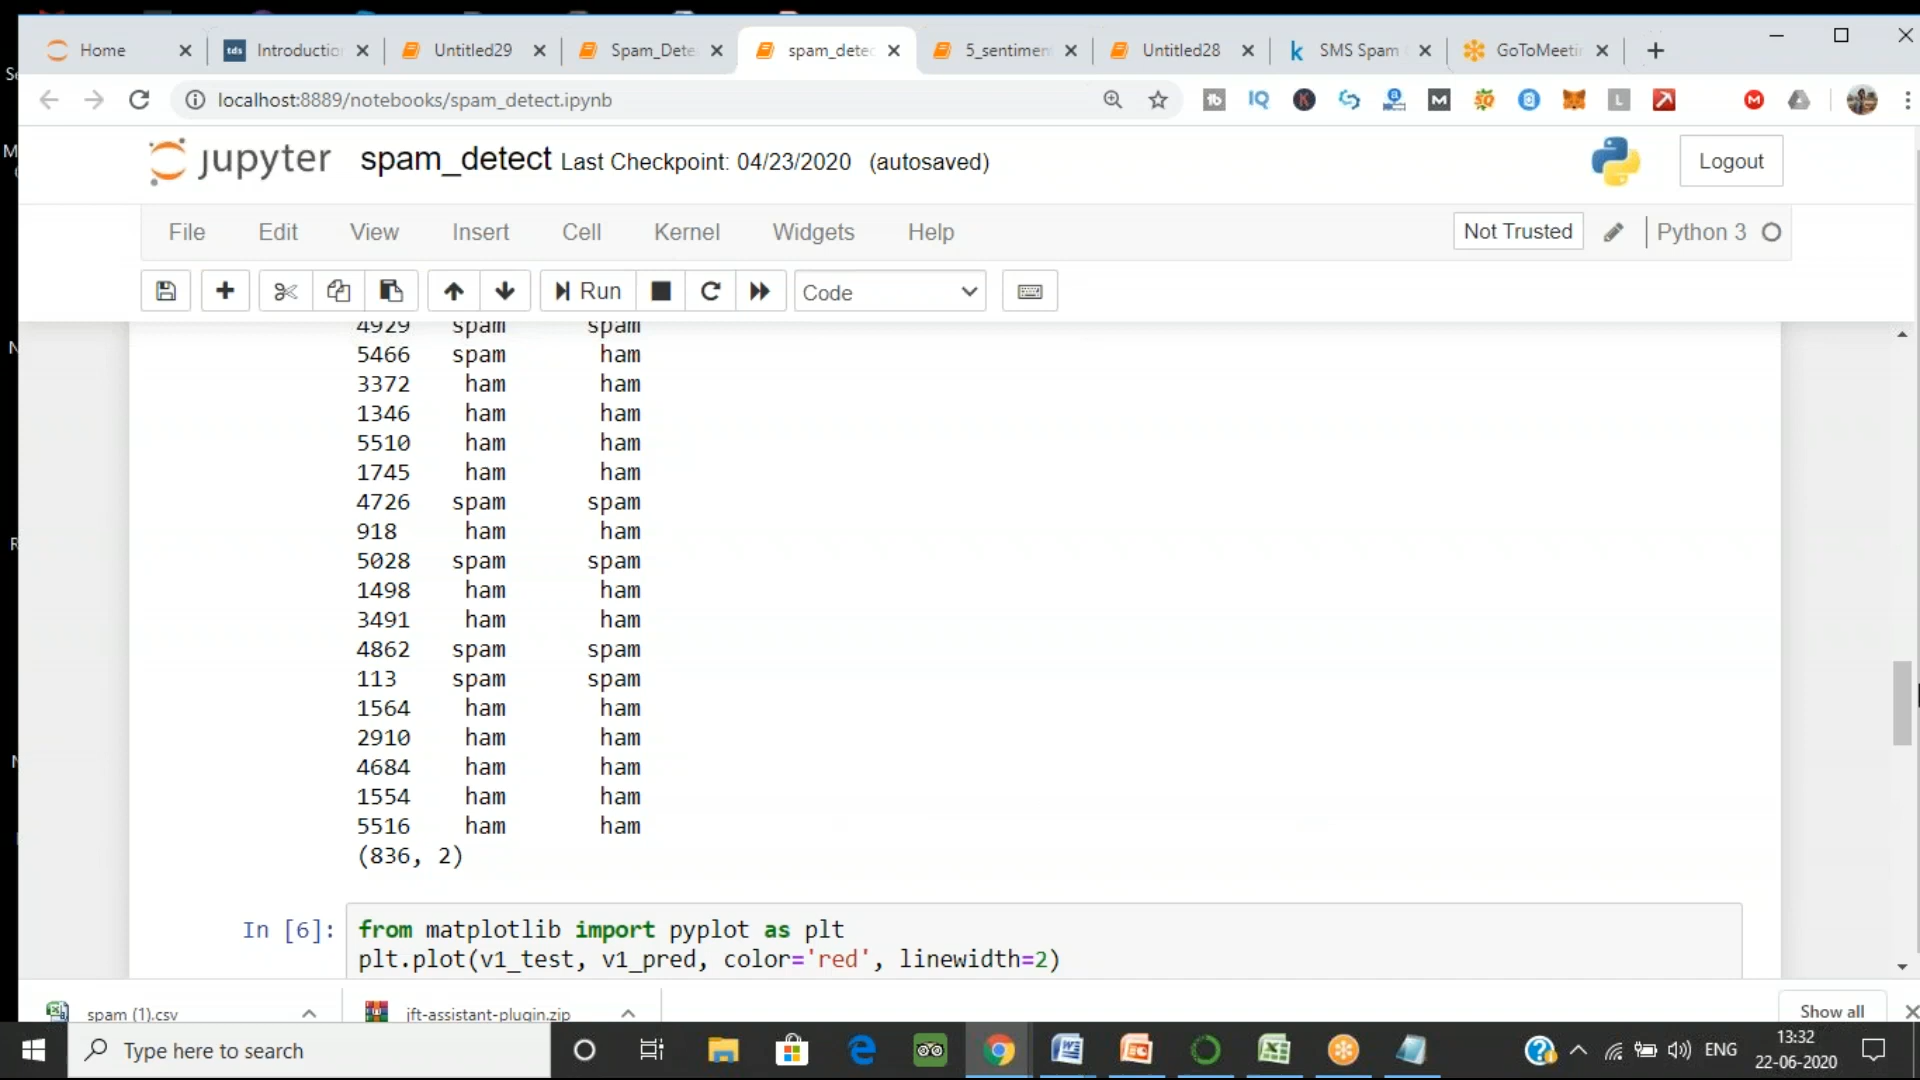 Home
Introductio
Untitled29
Spam_Dete
spam_detec
5_sentimen
Untitled28
SMS Spam
GoToMeetin
localhost:8889/notebooks/spam_detect.ipynb
jupyter spam_detect Last Checkpoint: 04/23/2020 (autosaved)
Logout
File Edit View Insert Cell Kernel Widgets Help
Not Trusted Python 3
Run Code
4929 spam spam
5466 spam ham
3372 ham ham
1346 ham ham
5510 ham ham
1745 ham ham
4726 spam spam
918 ham ham
5028 spam spam
1498 ham ham
3491 ham ham
4862 spam spam
113 spam spam
1564 ham ham
2910 ham ham
4684 ham ham
1554 ham ham
5516 ham ham
(836, 2)
In [6]: from matplotlib import pyplot as plt
plt.plot(v1_test, v1_pred, color='red', linewidth=2)
spam (1).csv
jft-assistant-plugin.zip
Show all
Type here to search
ENG
13:32
22-06-2020